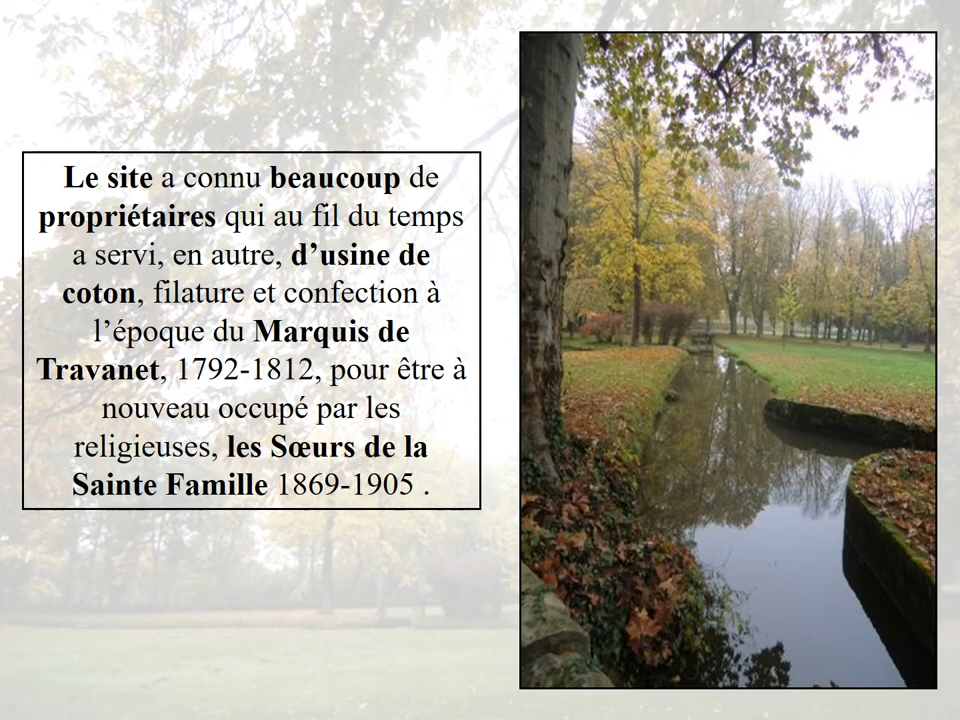 Le site a connu beaucoup de
propriétaires qui au fil du temps
a servi, en autre, d’usine de
coton, filature et confection à
l’époque du Marquis de
Travanet, 1792-1812, pour être à
nouveau occupé par les
religieuses, les Sœurs de la
Sainte Famille 1869-1905 .